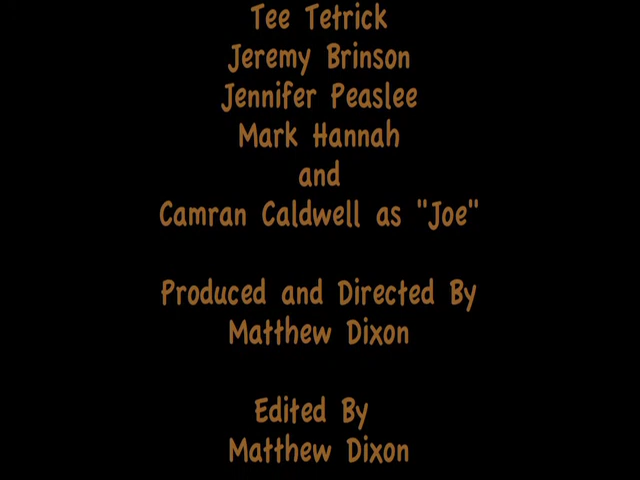 Tee Tetrick
Jeremy Brinson
Jennifer Peaslee
Mark Hannah
and
Camran Caldwell as "Joe"
Produced and Directed By
Matthew Dixon
Edited By
Matthew Dixon